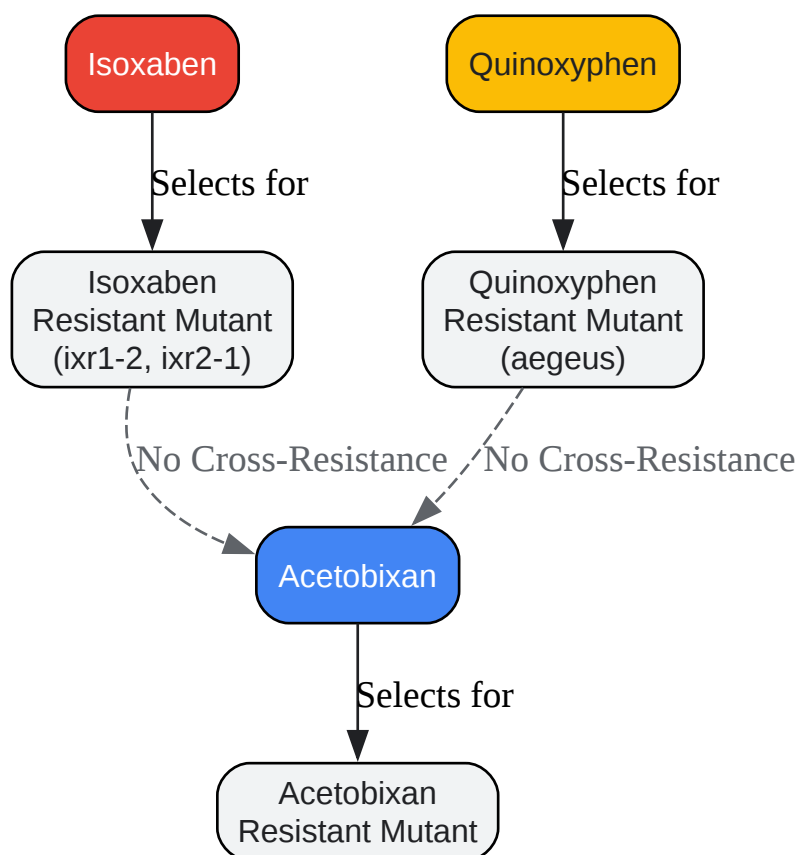 Isoxaben
Quinoxyphen
Selects for
Selects for
Isoxaben
Resistant Mutant
(ixr1-2, ixr2-1)
Quinoxyphen
Resistant Mutant
(aegeus)
No Cross-Resistance
No Cross-Resistance
Acetobixan
Selects for
Acetobixan
Resistant Mutant